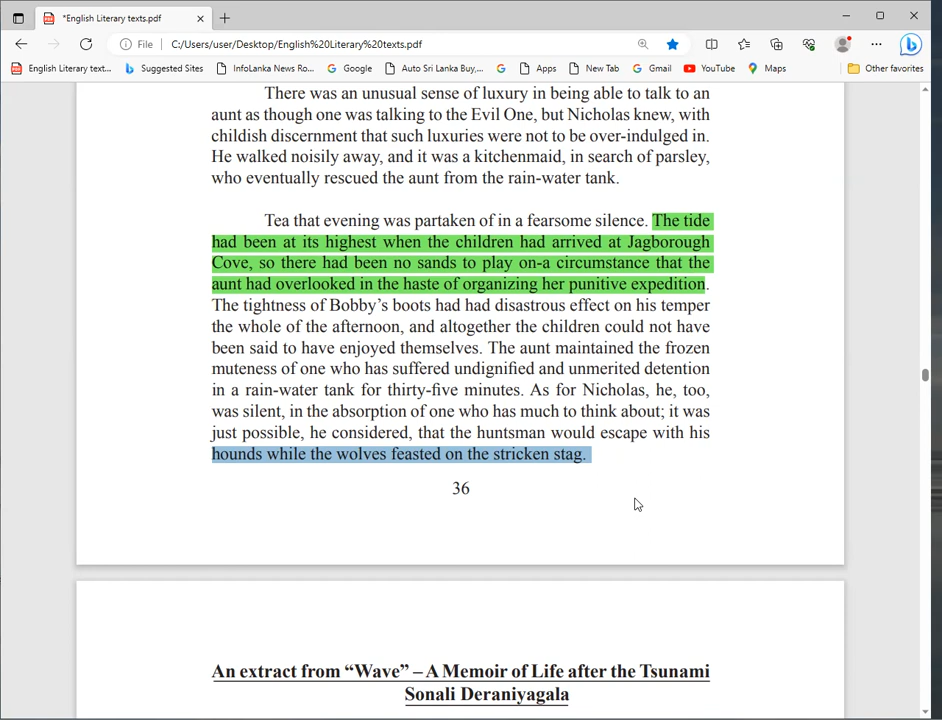 *English Literary texts.pdf
File
C:/Users/user/Desktop/English%20Literary%20texts.pdf
English Literary text...
Suggested Sites
InfoLanka News Ro...
Google
Auto Sri Lanka Buy,...
Apps
New Tab
Gmail
YouTube
Maps
Other favorites
There was an unusual sense of luxury in being able to talk to an
aunt as though one was talking to the Evil One, but Nicholas knew, with
childish discernment that such luxuries were not to be over-indulged in.
He walked noisily away, and it was a kitchenmaid, in search of parsley,
who eventually rescued the aunt from the rain-water tank.
Tea that evening was partaken of in a fearsome silence. The tide
had been at its highest when the children had arrived at Jagborough
Cove, so there had been no sands to play on-a circumstance that the
aunt had overlooked in the haste of organizing her punitive expedition.
The tightness of Bobby’s boots had had disastrous effect on his temper
the whole of the afternoon, and altogether the children could not have
been said to have enjoyed themselves. The aunt maintained the frozen
muteness of one who has suffered undignified and unmerited detention
in a rain-water tank for thirty-five minutes. As for Nicholas, he, too,
was silent, in the absorption of one who has much to think about; it was
just possible, he considered, that the huntsman would escape with his
hounds while the wolves feasted on the stricken stag.
36
An extract from “Wave” – A Memoir of Life after the Tsunami
Sonali Deraniyagala